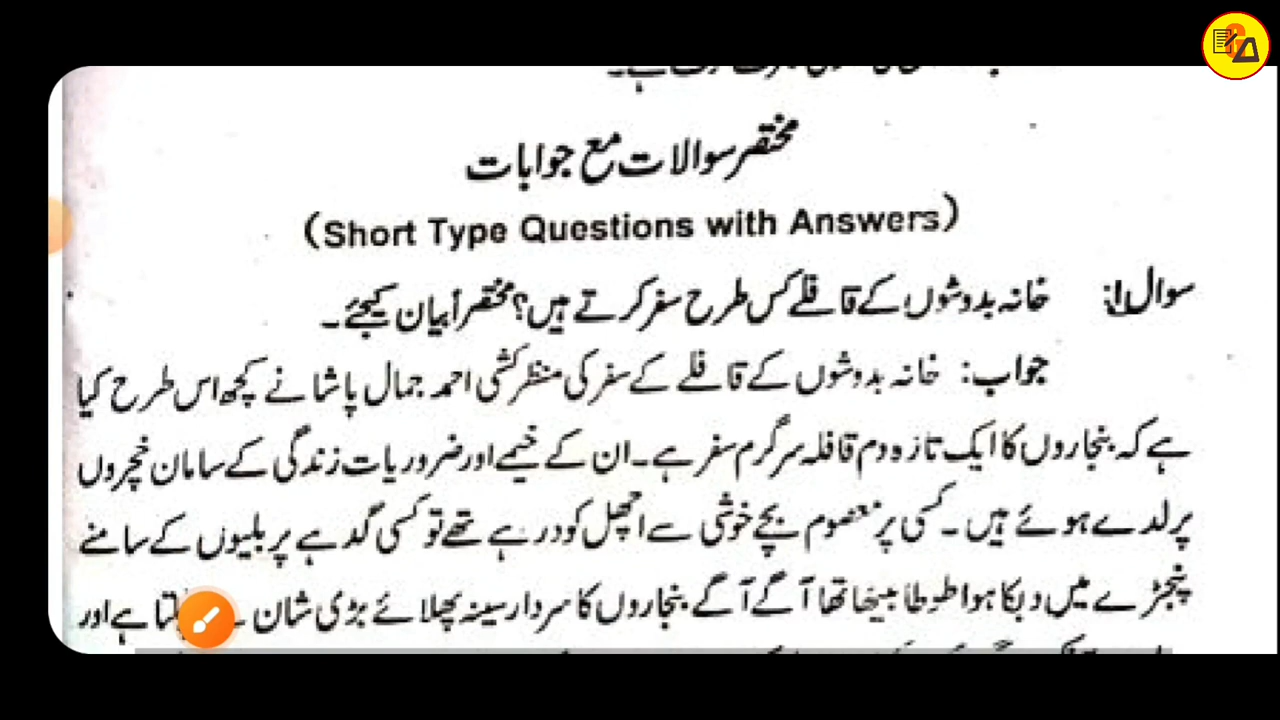 مختصر سوالات مع جوابات
(Short Type Questions with Answers)
سوال ا: خانہ بدوشوں کے قافلے کس طرح سفر کرتے ہیں؟ مختصراً بیان کیجئے۔
جواب: خانہ بدوشوں کے قافلے کے سفر کی منظر کشی احمد جمال پاشا نے کچھ اس طرح کیا
ہے کہ بنجاروں کا ایک تازہ دم قافلہ سرگرم سفر ہے۔ ان کے خیمے اور ضروریات زندگی کے سامان خچروں
پر لدے ہوئے ہیں۔ کسی پر معصوم بچے خوشی سے اچھل کود رہے تھے تو کسی گدہے پر بلیوں کے سامنے
پنجڑے میں دبکا ہوا طوطا بیٹھا تھا آگے آگے بنجاروں کا سردار سینہ پھلائے بڑی شان ہے اور